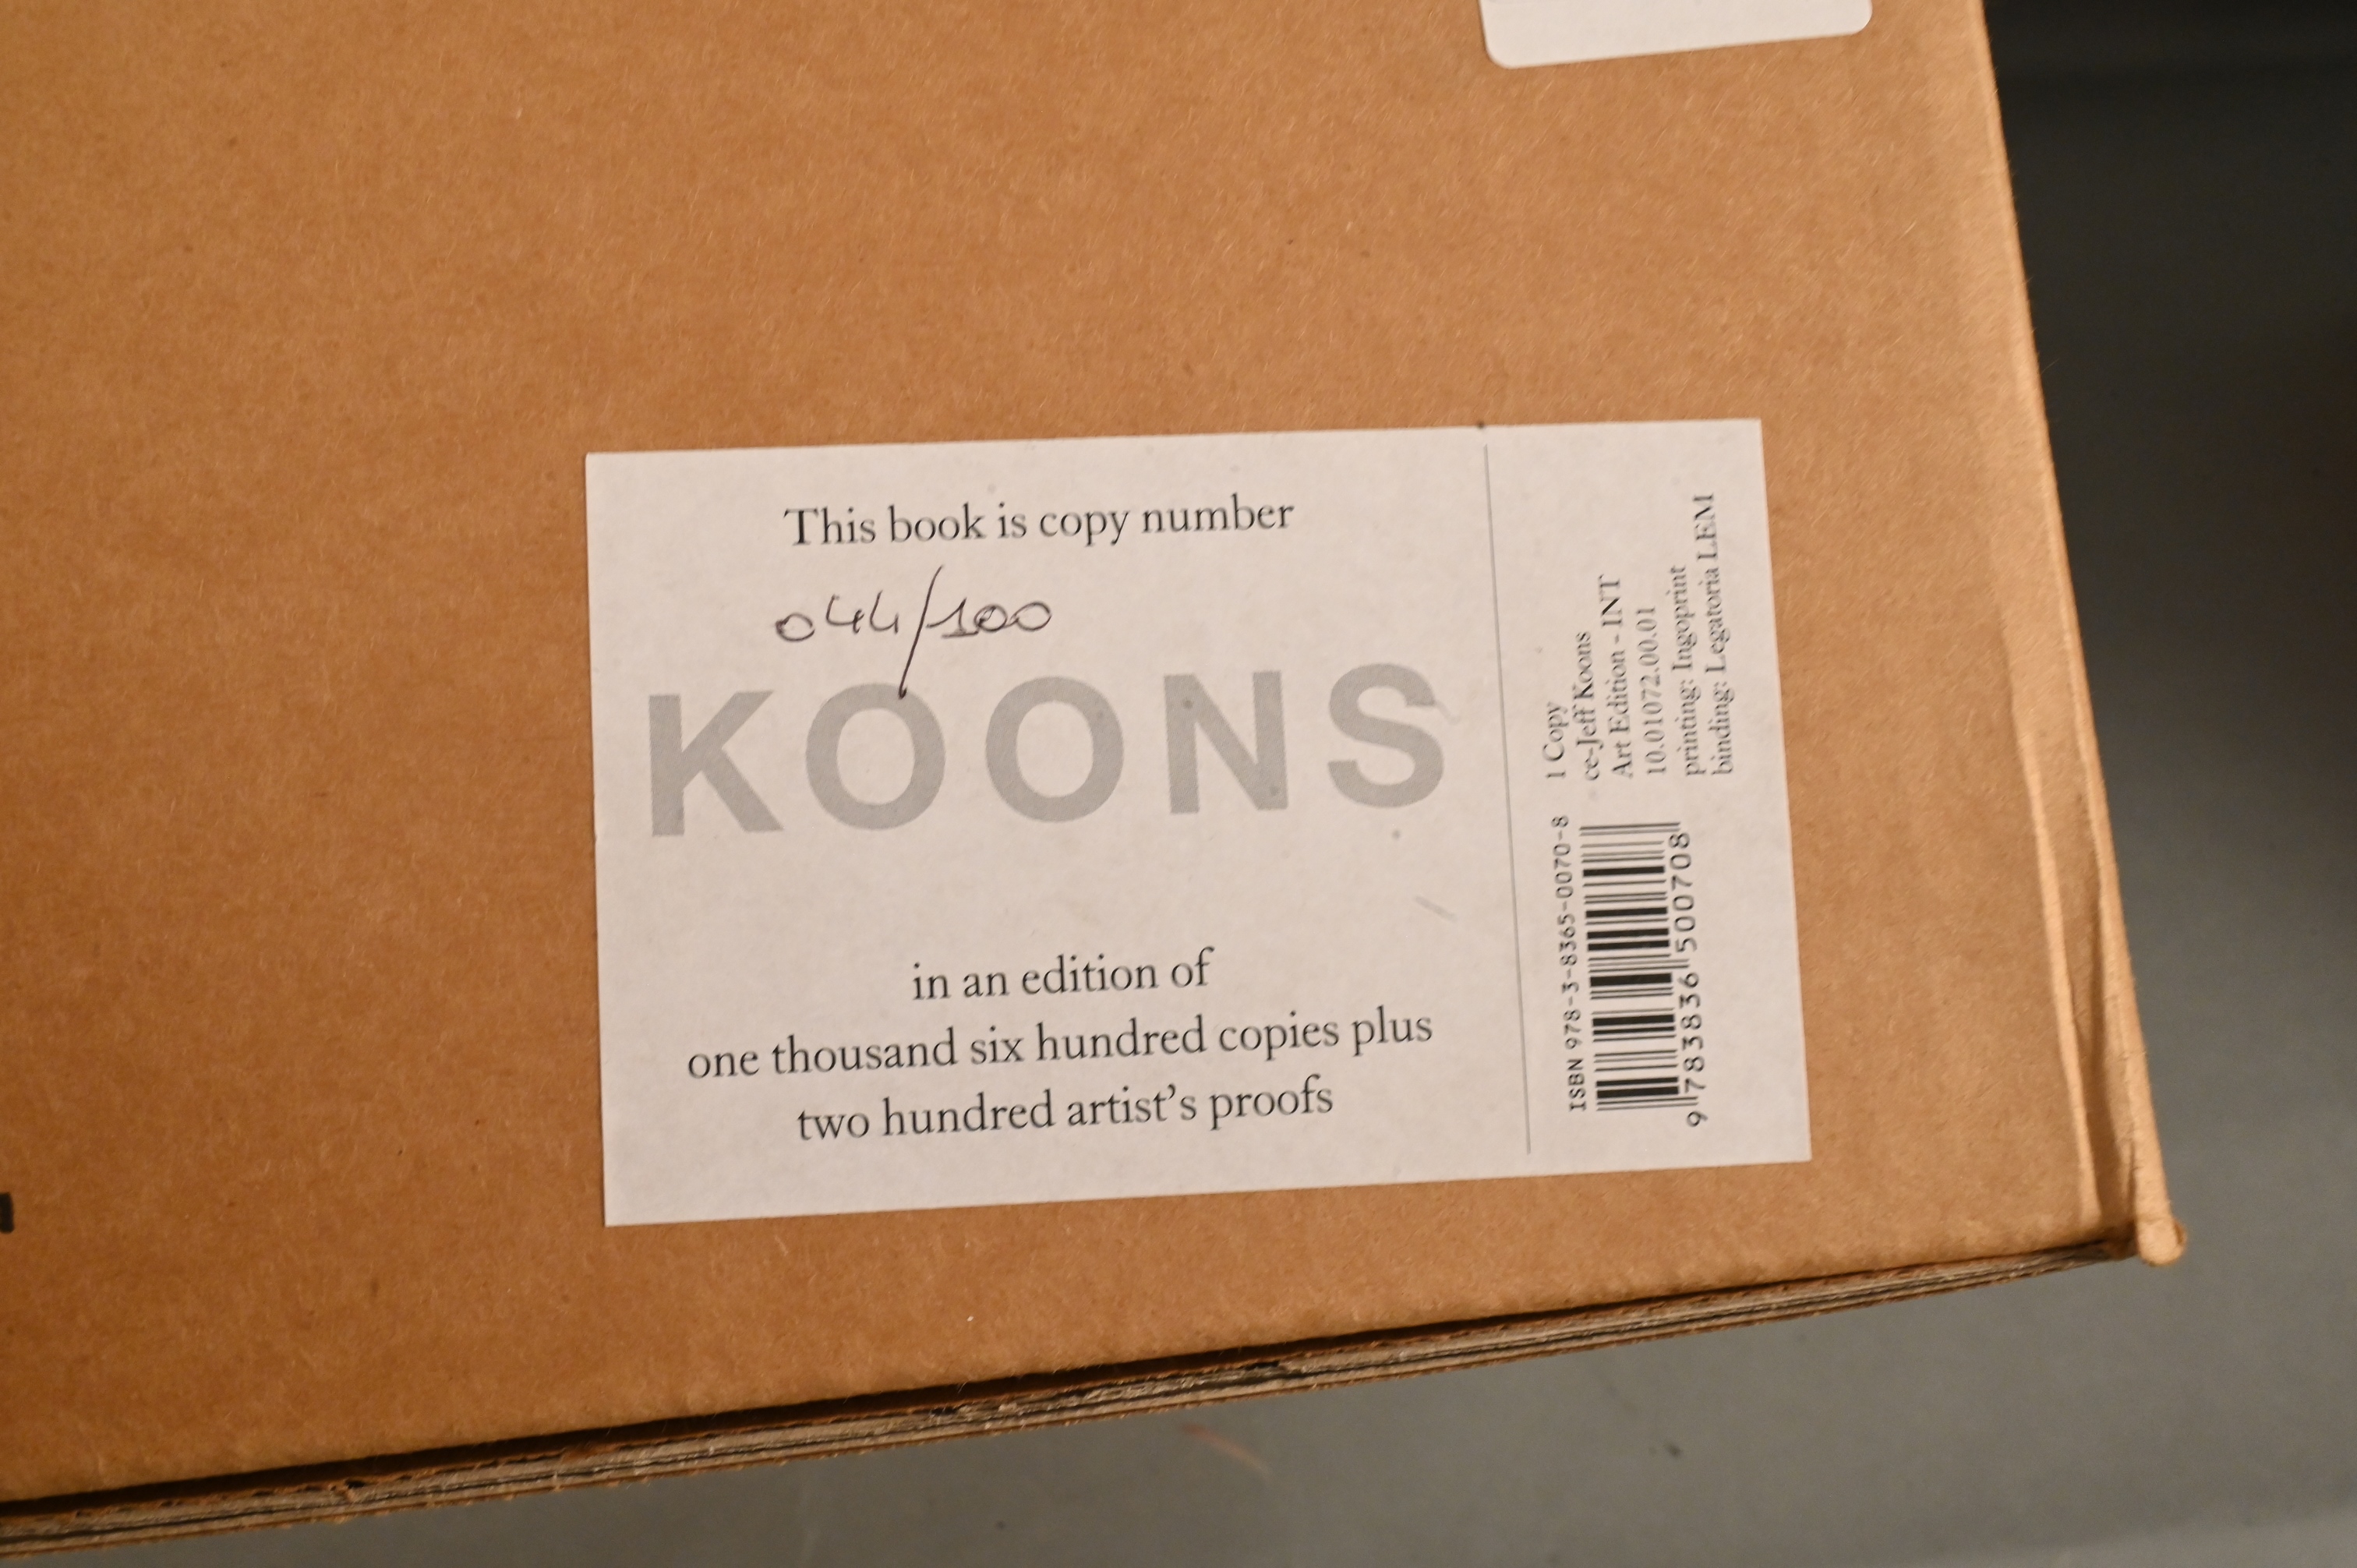 This book is copy number
044/100
KOONS
in an edition of
one thousand six hundred copies plus
two hundred artist's proofs
1 Copy
ce-Jeff Koons
Art Edition - INT
10.01072.00.01
printing: Ingoprint
binding: Legatoria LEM
ISBN 978-3-8365-0070-8
9 783836 500708